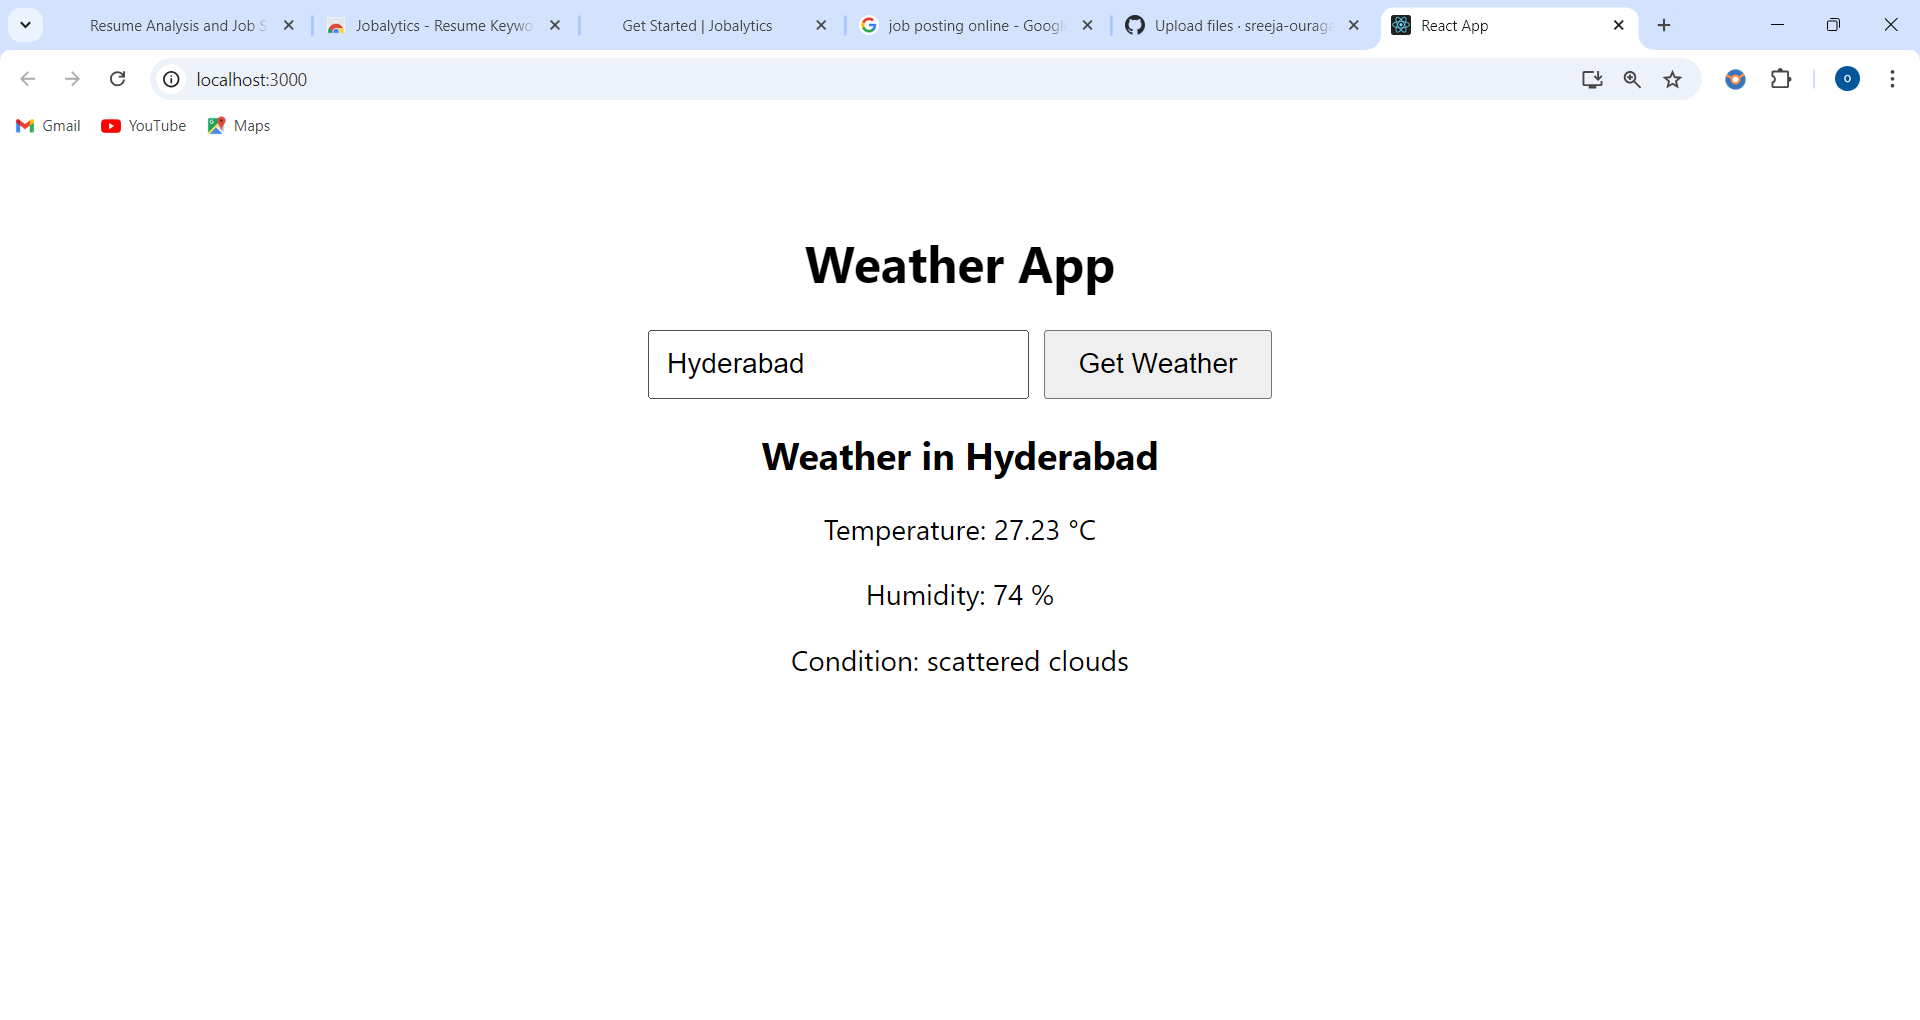 Resume Analysis and Job S
Jobalytics - Resume Keywo
Get Started | Jobalytics
job posting online - Googl
Upload files · sreeja-ouraga
React App
localhost:3000
O
Gmail
YouTube
Maps
Weather App
Hyderabad
Get Weather
Weather in Hyderabad
Temperature: 27.23 °C
Humidity: 74 %
Condition: scattered clouds